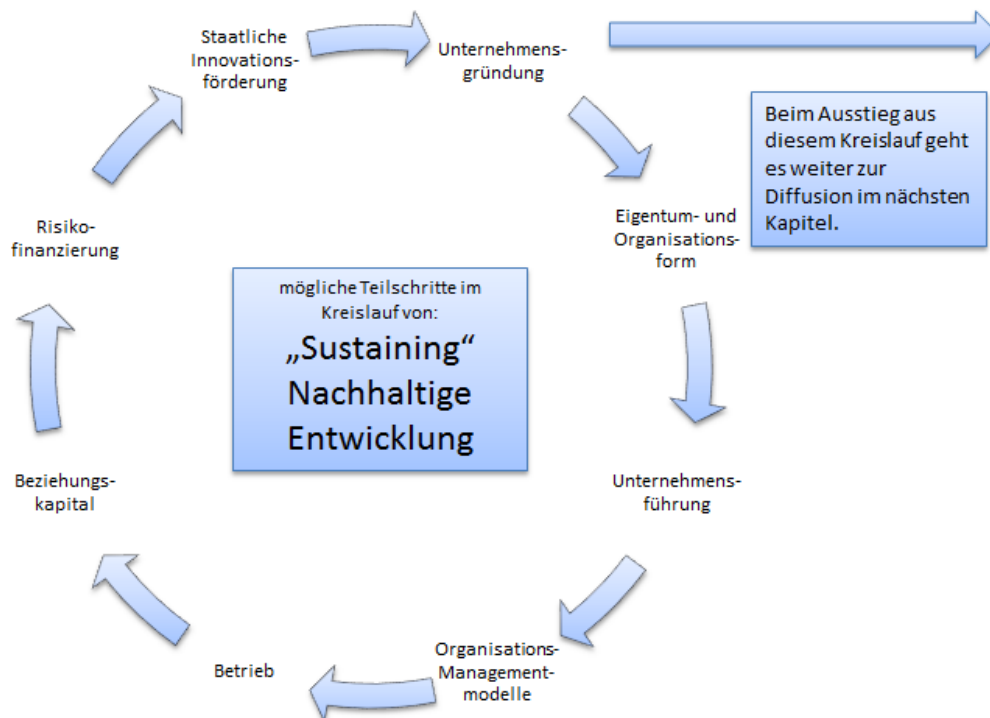 Staatliche
Innovations-
förderung
Unternehmens-
gründung
Beim Ausstieg aus
diesem Kreislauf geht
es weiter zur
Diffusion im nächsten
Kapitel.
Eigentum- und
Organisations-
form
Risiko-
finanzierung
mögliche Teilschritte im
Kreislauf von:
„Sustaining“
Nachhaltige
Entwicklung
Unternehmens-
führung
Beziehungs-
kapital
Organisations-
Management-
modelle
Betrieb